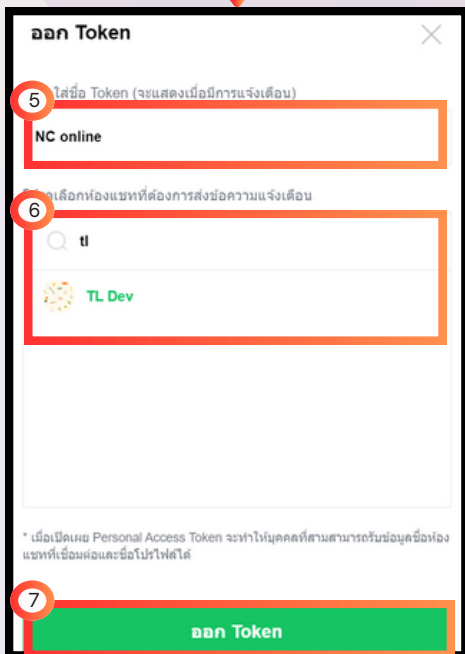 ออก Token
5
ใส่ชื่อ Token (จะแสดงเมื่อมีการแจ้งเตือน)
NC online
เลือกห้องแชทที่ต้องการส่งข้อความแจ้งเตือน
6
tl
TL Dev
* เมื่อเปิดเผย Personal Access Token จะทำให้บุคคลที่สามสามารถรับข้อมูลชื่อห้อง
แชทที่เชื่อมต่อและชื่อโปรไฟล์ได้
7
ออก Token